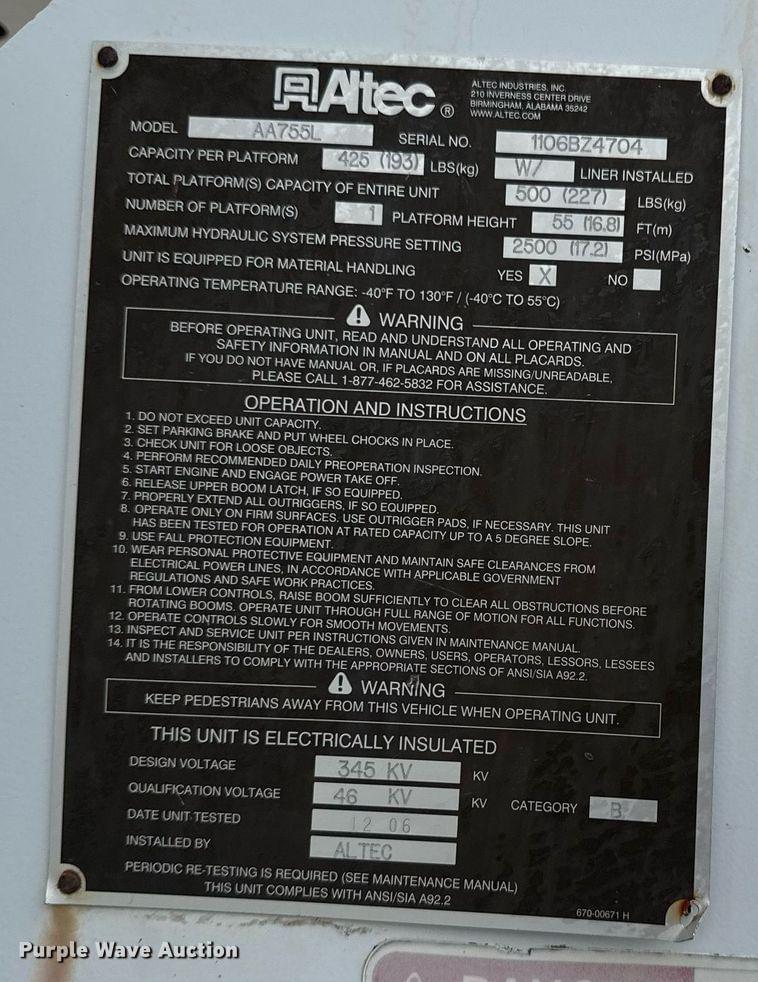 Altec ®
ALTEC INDUSTRIES, INC.
210 INVERNESS CENTER DRIVE
BIRMINGHAM, ALABAMA 35242
WWW.ALTEC.COM
MODEL AA755L SERIAL NO. 1106BZ4704
CAPACITY PER PLATFORM 425 (193) LBS(kg) W/ LINER INSTALLED
TOTAL PLATFORM(S) CAPACITY OF ENTIRE UNIT 500 (227) LBS(kg)
NUMBER OF PLATFORM(S) 1 PLATFORM HEIGHT 55 (16.8) FT(m)
MAXIMUM HYDRAULIC SYSTEM PRESSURE SETTING 2500 (17.2) PSI(MPa)
UNIT IS EQUIPPED FOR MATERIAL HANDLING YES X NO
OPERATING TEMPERATURE RANGE: -40°F TO 130°F / (-40°C TO 55°C)
WARNING
BEFORE OPERATING UNIT, READ AND UNDERSTAND ALL OPERATING AND
SAFETY INFORMATION IN MANUAL AND ON ALL PLACARDS.
IF YOU DO NOT HAVE MANUAL OR, IF PLACARDS ARE MISSING/UNREADABLE,
PLEASE CALL 1-877-462-5832 FOR ASSISTANCE.
OPERATION AND INSTRUCTIONS
1. DO NOT EXCEED UNIT CAPACITY.
2. SET PARKING BRAKE AND PUT WHEEL CHOCKS IN PLACE.
3. CHECK UNIT FOR LOOSE OBJECTS.
4. PERFORM RECOMMENDED DAILY PREOPERATION INSPECTION.
5. START ENGINE AND ENGAGE POWER TAKE OFF.
6. RELEASE UPPER BOOM LATCH, IF SO EQUIPPED.
7. PROPERLY EXTEND ALL OUTRIGGERS, IF SO EQUIPPED.
8. OPERATE ONLY ON FIRM SURFACES. USE OUTRIGGER PADS, IF NECESSARY. THIS UNIT
HAS BEEN TESTED FOR OPERATION AT RATED CAPACITY UP TO A 5 DEGREE SLOPE.
9. USE FALL PROTECTION EQUIPMENT.
10. WEAR PERSONAL PROTECTIVE EQUIPMENT AND MAINTAIN SAFE CLEARANCES FROM
ELECTRICAL POWER LINES, IN ACCORDANCE WITH APPLICABLE GOVERNMENT
REGULATIONS AND SAFE WORK PRACTICES.
11. FROM LOWER CONTROLS, RAISE BOOM SUFFICIENTLY TO CLEAR ALL OBSTRUCTIONS BEFORE
ROTATING BOOMS. OPERATE UNIT THROUGH FULL RANGE OF MOTION FOR ALL FUNCTIONS.
12. OPERATE CONTROLS SLOWLY FOR SMOOTH MOVEMENTS.
13. INSPECT AND SERVICE UNIT PER INSTRUCTIONS GIVEN IN MAINTENANCE MANUAL.
14. IT IS THE RESPONSIBILITY OF THE DEALERS, OWNERS, USERS, OPERATORS, LESSORS, LESSEES
AND INSTALLERS TO COMPLY WITH THE APPROPRIATE SECTIONS OF ANSI/SIA A92.2.
WARNING
KEEP PEDESTRIANS AWAY FROM THIS VEHICLE WHEN OPERATING UNIT.
THIS UNIT IS ELECTRICALLY INSULATED
DESIGN VOLTAGE 345 KV KV
QUALIFICATION VOLTAGE 46 KV KV CATEGORY B
DATE UNIT TESTED 12 06
INSTALLED BY ALTEC
PERIODIC RE-TESTING IS REQUIRED (SEE MAINTENANCE MANUAL)
THIS UNIT COMPLIES WITH ANSI/SIA A92.2
670-00671 H
Purple Wave Auction